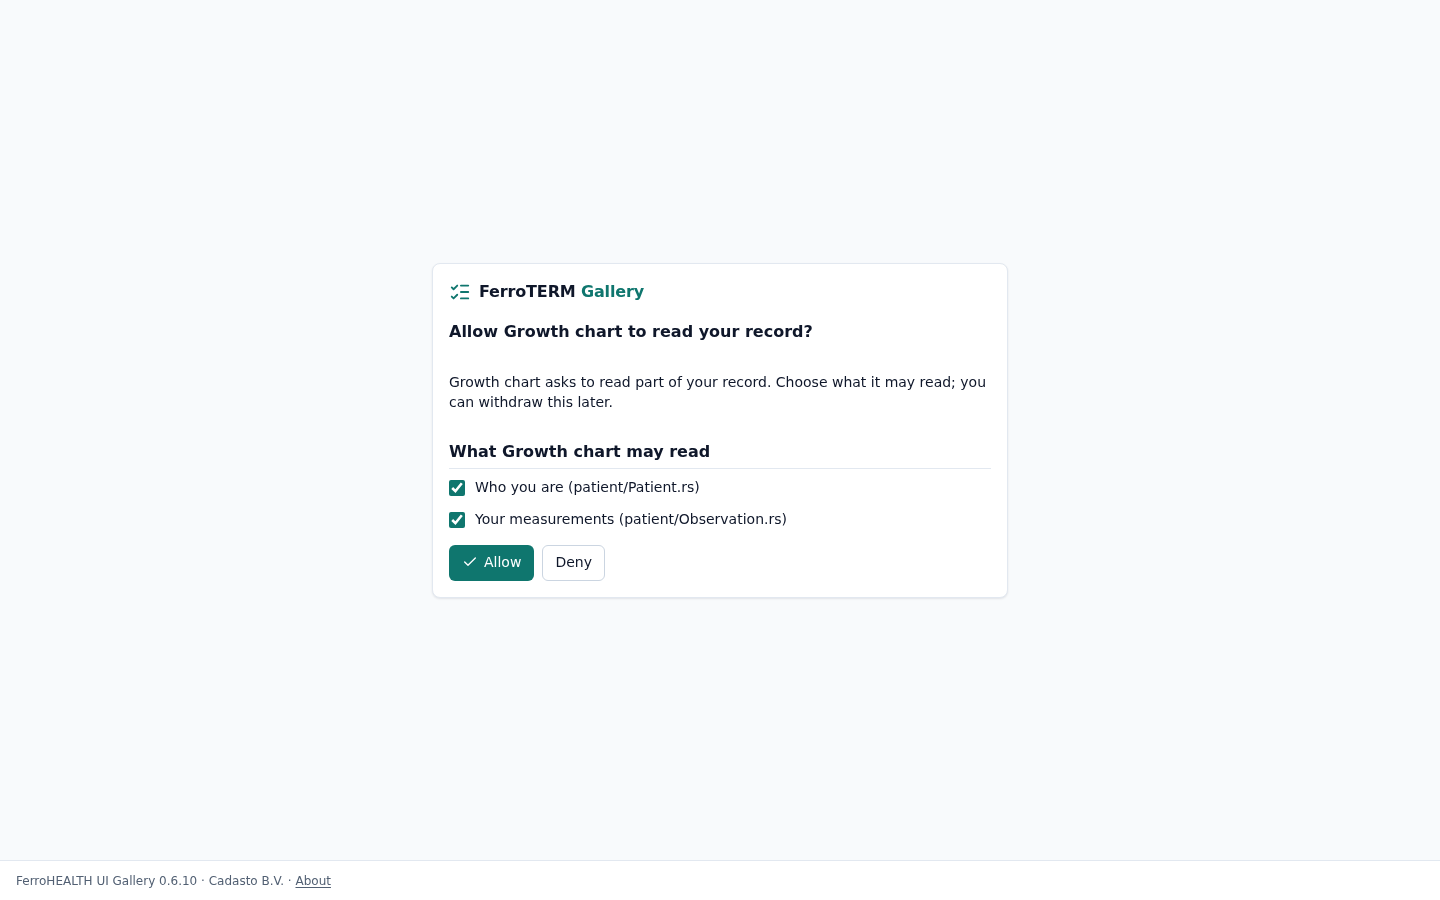 FerroTERM Gallery
Allow Growth chart to read your record?
Growth chart asks to read part of your record. Choose what it may read; you
can withdraw this later.
What Growth chart may read
Who you are (patient/Patient.rs)
Your measurements (patient/Observation.rs)
Allow
Deny
FerroHEALTH UI Gallery 0.6.10 · Cadasto B.V. · About